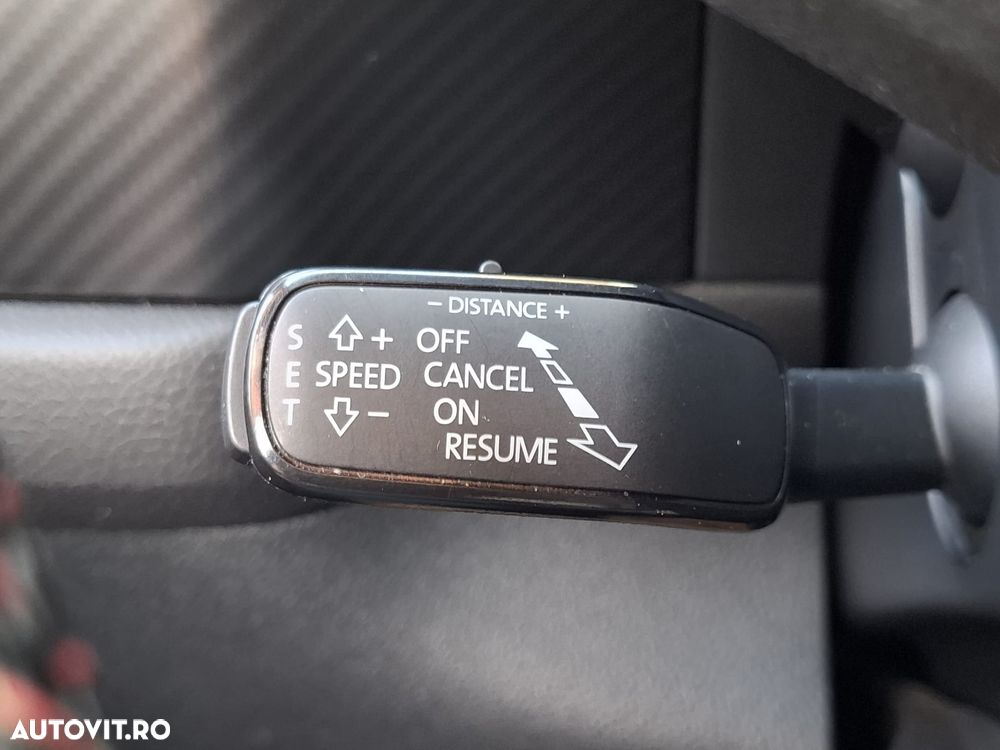 − DISTANCE +
S + OFF
E SPEED CANCEL
T − ON
RESUME
AUTOVIT.RO